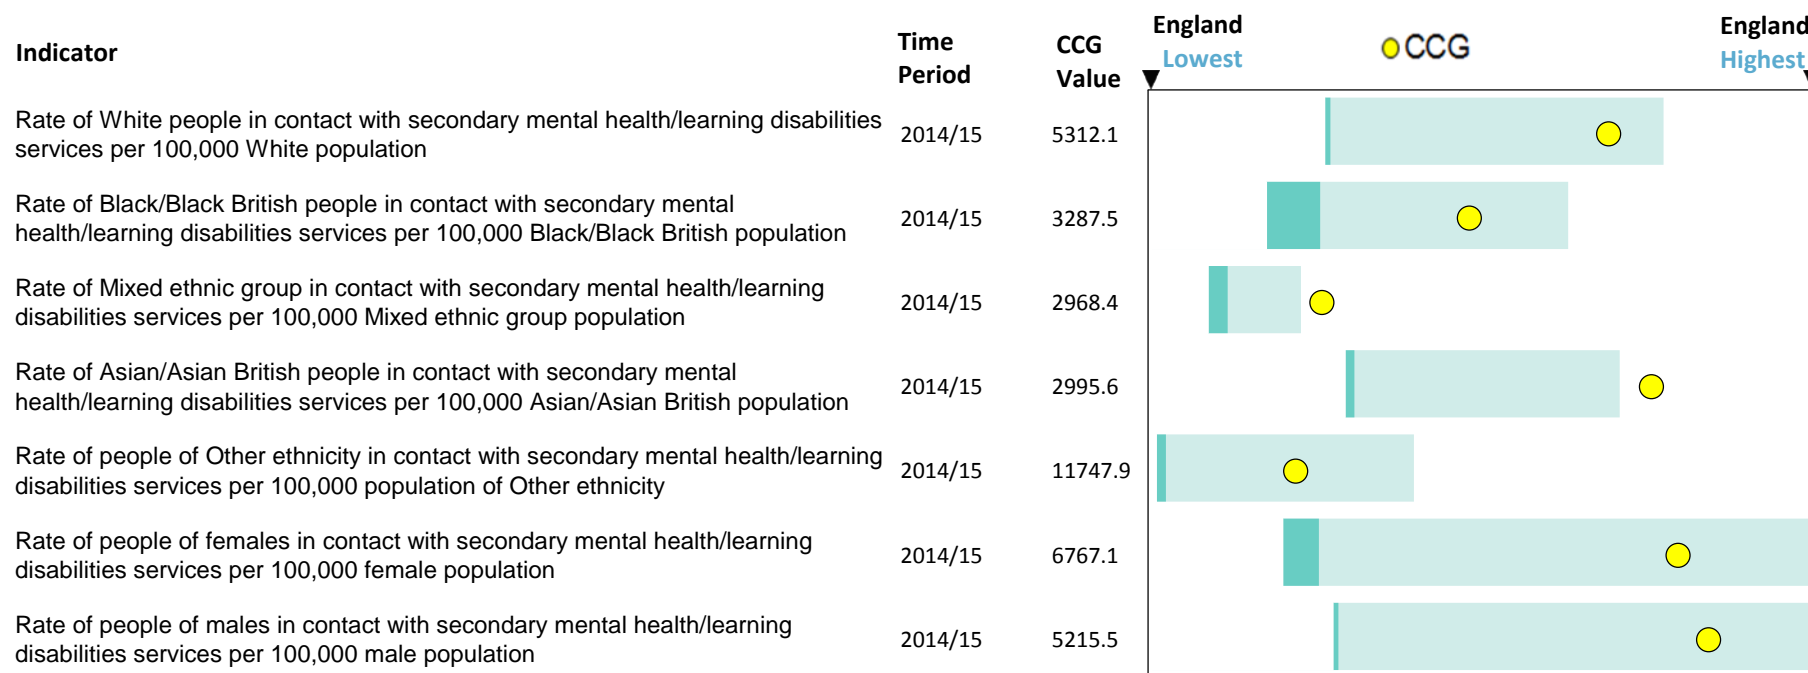 Indicator
Time
Period
CCG
Value
England
Lowest
CCG
England
Highest
Rate of White people in contact with secondary mental health/learning disabilities
services per 100,000 White population
2014/15
5312.1
Rate of Black/Black British people in contact with secondary mental
health/learning disabilities services per 100,000 Black/Black British population
2014/15
3287.5
Rate of Mixed ethnic group in contact with secondary mental health/learning
disabilities services per 100,000 Mixed ethnic group population
2014/15
2968.4
Rate of Asian/Asian British people in contact with secondary mental
health/learning disabilities services per 100,000 Asian/Asian British population
2014/15
2995.6
Rate of people of Other ethnicity in contact with secondary mental health/learning
disabilities services per 100,000 population of Other ethnicity
2014/15
11747.9
Rate of people of females in contact with secondary mental health/learning
disabilities services per 100,000 female population
2014/15
6767.1
Rate of people of males in contact with secondary mental health/learning
disabilities services per 100,000 male population
2014/15
5215.5